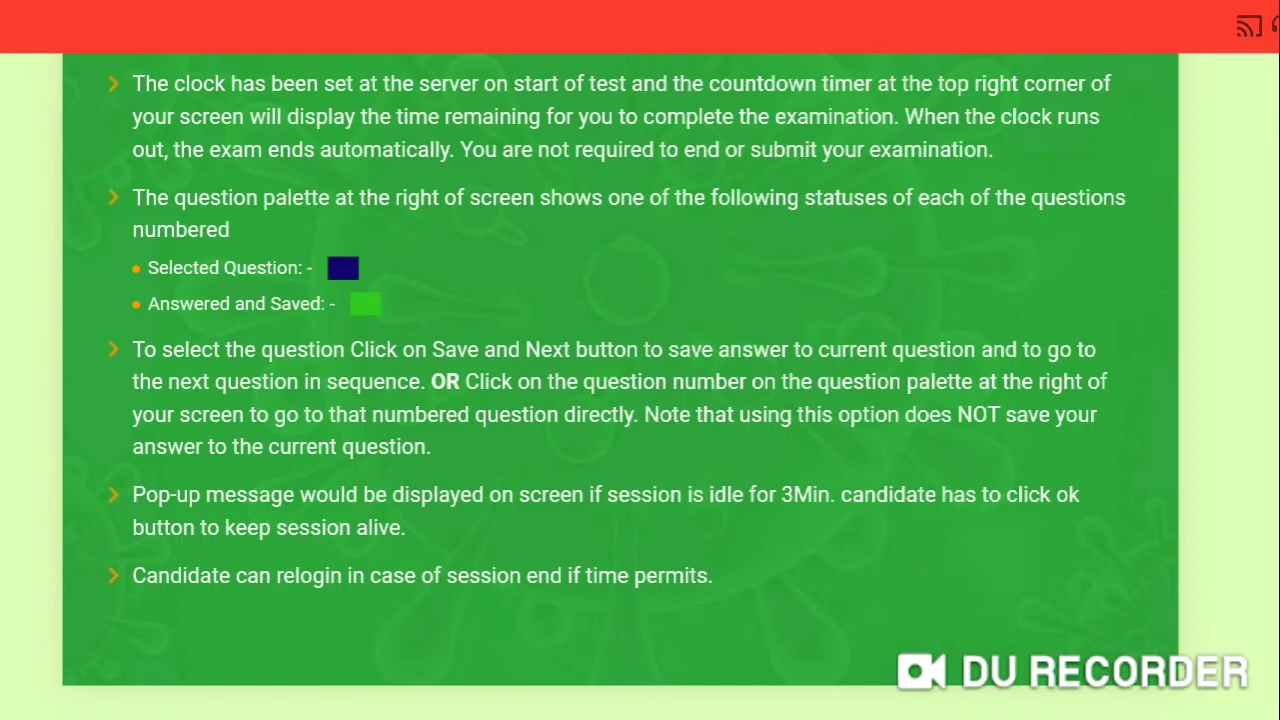 The clock has been set at the server on start of test and the countdown timer at the top right corner of
your screen will display the time remaining for you to complete the examination. When the clock runs
out, the exam ends automatically. You are not required to end or submit your examination.
The question palette at the right of screen shows one of the following statuses of each of the questions
numbered
Selected Question: -
Answered and Saved: -
To select the question Click on Save and Next button to save answer to current question and to go to
the next question in sequence. OR Click on the question number on the question palette at the right of
your screen to go to that numbered question directly. Note that using this option does NOT save your
answer to the current question.
Pop-up message would be displayed on screen if session is idle for 3Min. candidate has to click ok
button to keep session alive.
Candidate can relogin in case of session end if time permits.
DU RECORDER